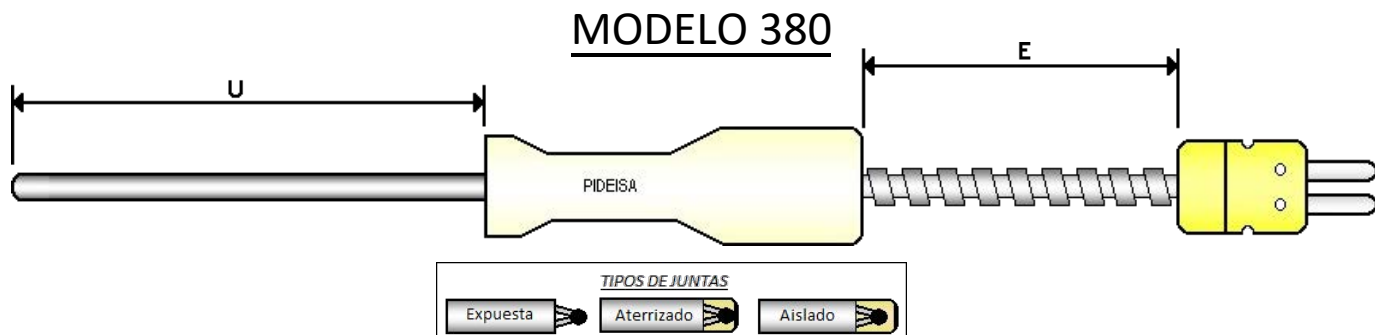 MODELO 380
U
E
PIDEISA
TIPOS DE JUNTAS
Expuesta
Aterrizado
Aislado